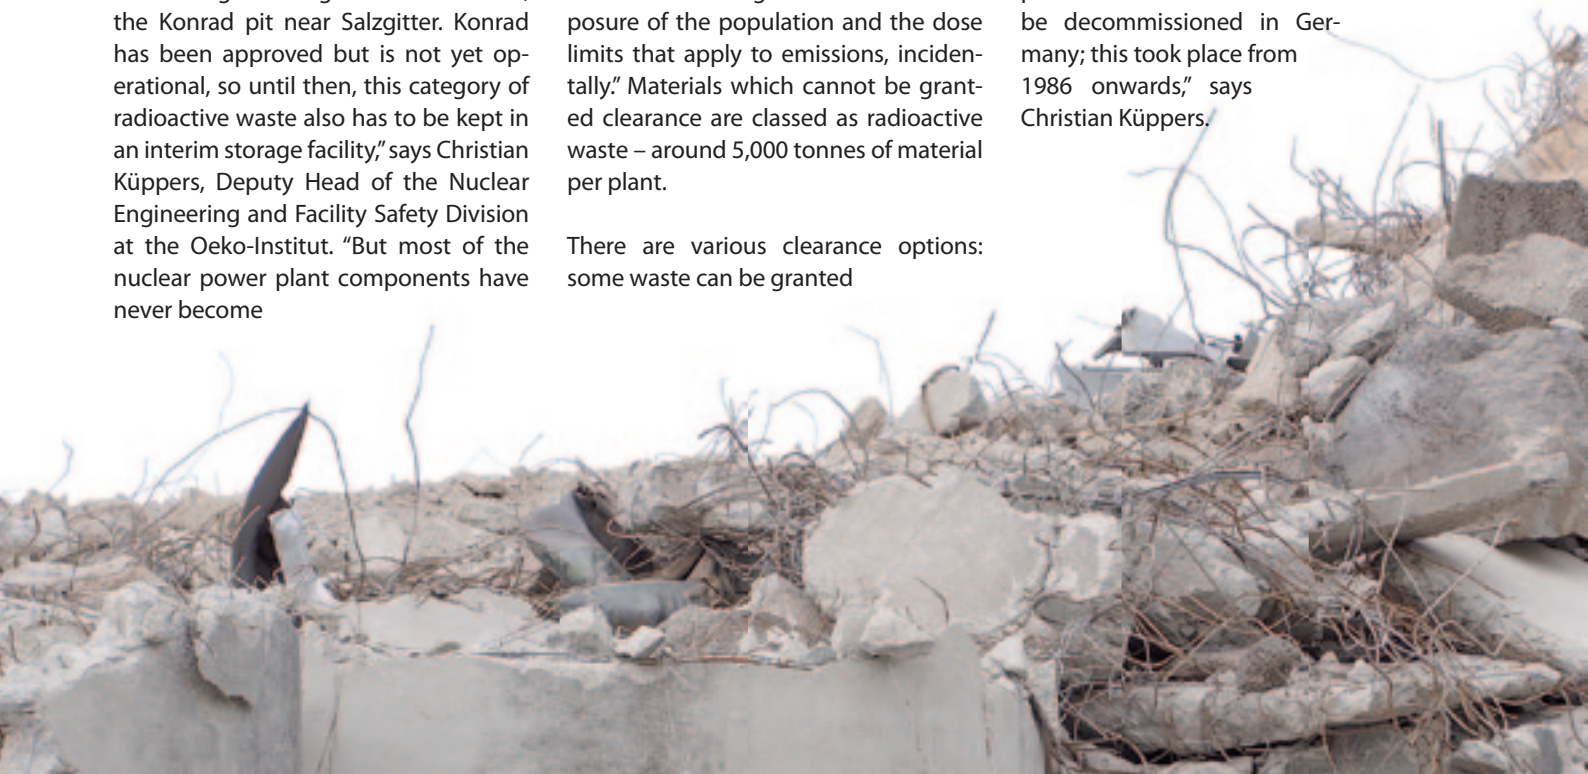 the Konrad pit near Salzgitter. Konrad
has been approved but is not yet op-
erational, so until then, this category of
radioactive waste also has to be kept in
an interim storage facility,” says Christian
Küppers, Deputy Head of the Nuclear
Engineering and Facility Safety Division
at the Oeko-Institut. “But most of the
nuclear power plant components have
never become
posure of the population and the dose
limits that apply to emissions, inciden-
tally.” Materials which cannot be grant-
ed clearance are classed as radioactive
waste – around 5,000 tonnes of material
per plant.
There are various clearance options:
some waste can be granted
be decommissioned in Ger-
many; this took place from
1986 onwards,” says
Christian Küppers.